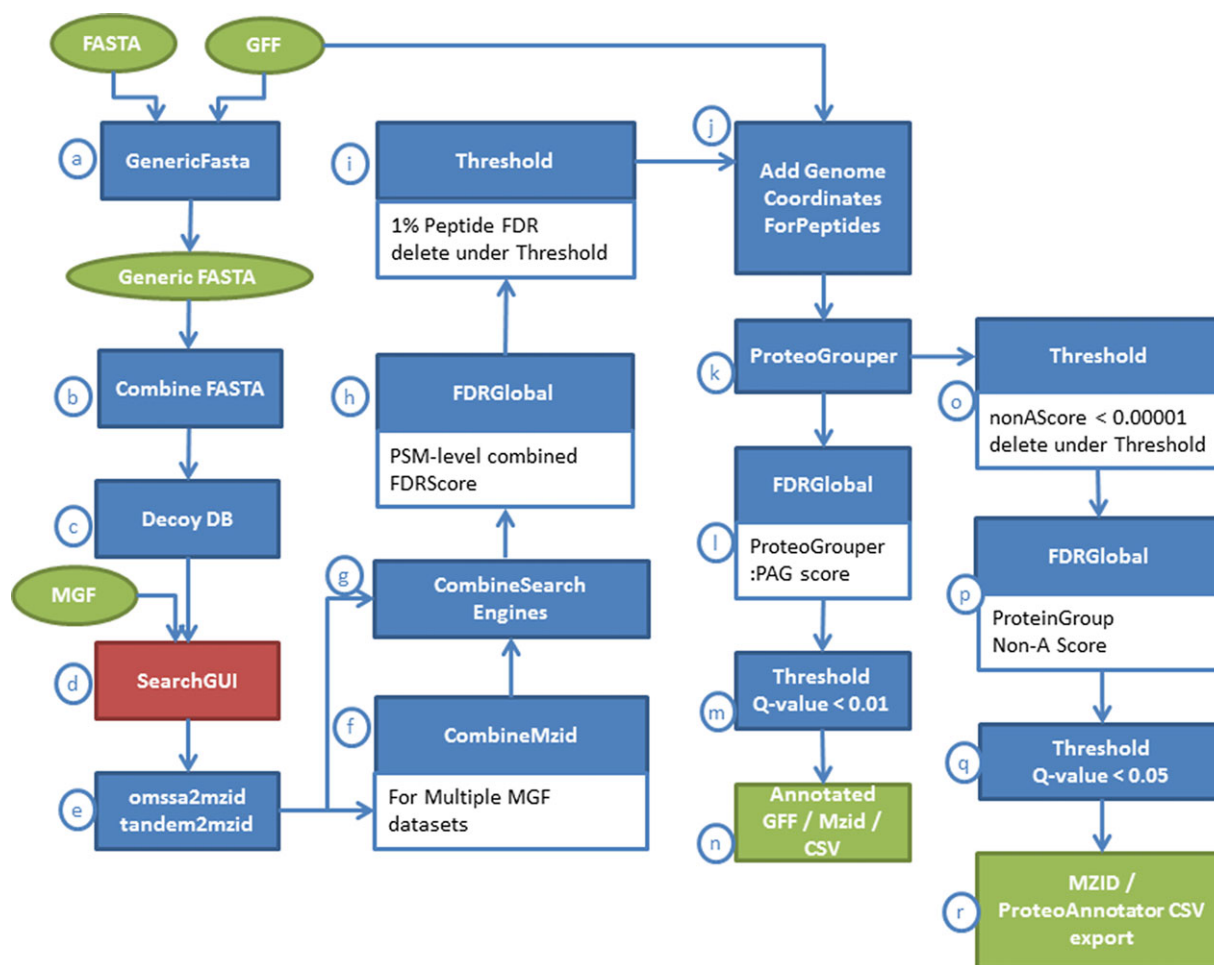 FASTA
GFF
a
GenericFasta
Generic FASTA
b
Combine FASTA
c
Decoy DB
MGF
d
SearchGUI
e
omssa2mzid
tandem2mzid
f
CombineMzid
For Multiple MGF
datasets
g
CombineSearch
Engines
h
FDRGlobal
PSM-level combined
FDRScore
i
Threshold
1% Peptide FDR
delete under Threshold
j
Add Genome
Coordinates
ForPeptides
k
ProteoGrouper
l
FDRGlobal
ProteoGrouper
:PAG score
m
Threshold
Q-value < 0.01
n
Annotated
GFF / Mzid /
CSV
o
Threshold
nonAScore < 0.00001
delete under Threshold
p
FDRGlobal
ProteinGroup
Non-A Score
q
Threshold
Q-value < 0.05
r
MZID /
ProteoAnnotator CSV
export